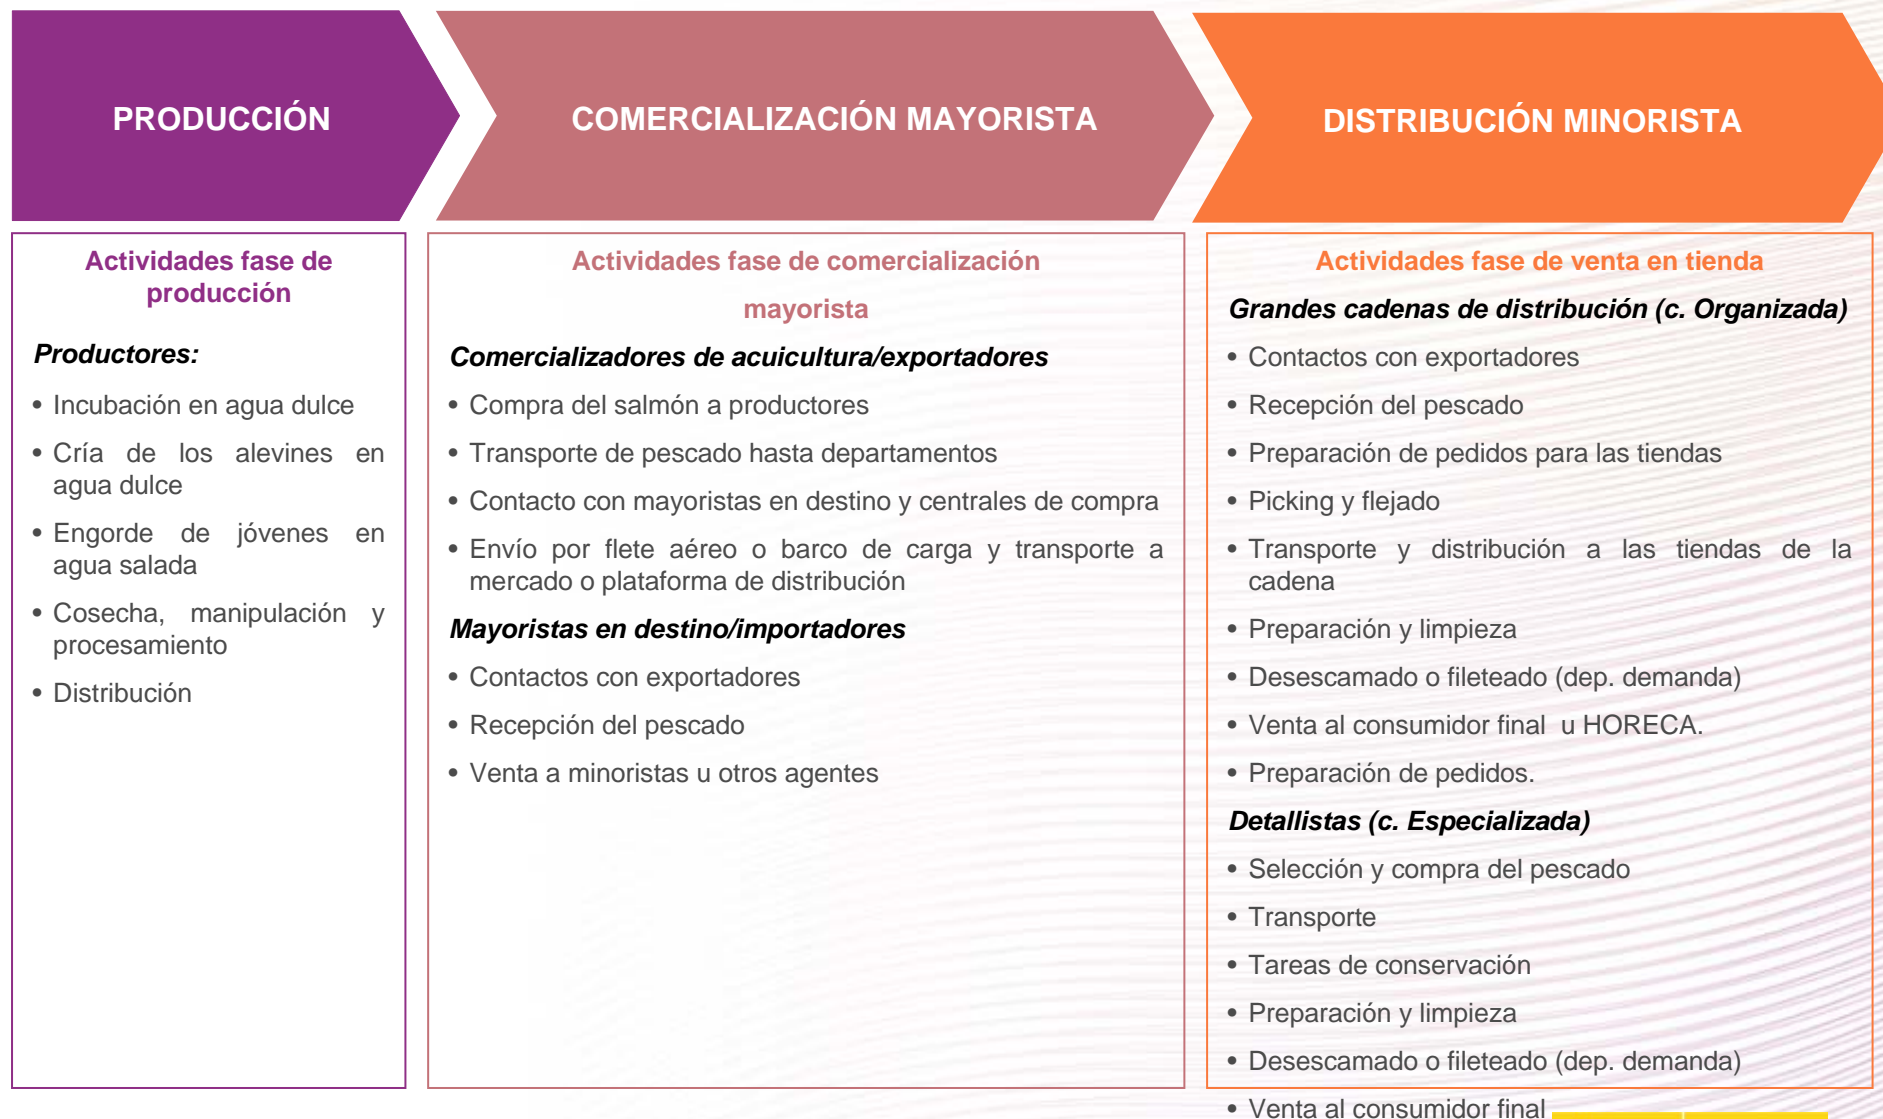 PRODUCCIÓN
COMERCIALIZACIÓN MAYORISTA
DISTRIBUCIÓN MINORISTA
Actividades fase de
producción
Productores:
• Incubación en agua dulce
• Cría de los alevines en
agua dulce
• Engorde de jóvenes en
agua salada
• Cosecha, manipulación y
procesamiento
• Distribución
Actividades fase de comercialización
mayorista
Comercializadores de acuicultura/exportadores
• Compra del salmón a productores
• Transporte de pescado hasta departamentos
• Contacto con mayoristas en destino y centrales de compra
• Envío por flete aéreo o barco de carga y transporte a
mercado o plataforma de distribución
Mayoristas en destino/importadores
• Contactos con exportadores
• Recepción del pescado
• Venta a minoristas u otros agentes
Actividades fase de venta en tienda
Grandes cadenas de distribución (c. Organizada)
• Contactos con exportadores
• Recepción del pescado
• Preparación de pedidos para las tiendas
• Picking y flejado
• Transporte y distribución a las tiendas de la
cadena
• Preparación y limpieza
• Desescamado o fileteado (dep. demanda)
• Venta al consumidor final  u HORECA.
• Preparación de pedidos.
Detallistas (c. Especializada)
• Selección y compra del pescado
• Transporte
• Tareas de conservación
• Preparación y limpieza
• Desescamado o fileteado (dep. demanda)
• Venta al consumidor final